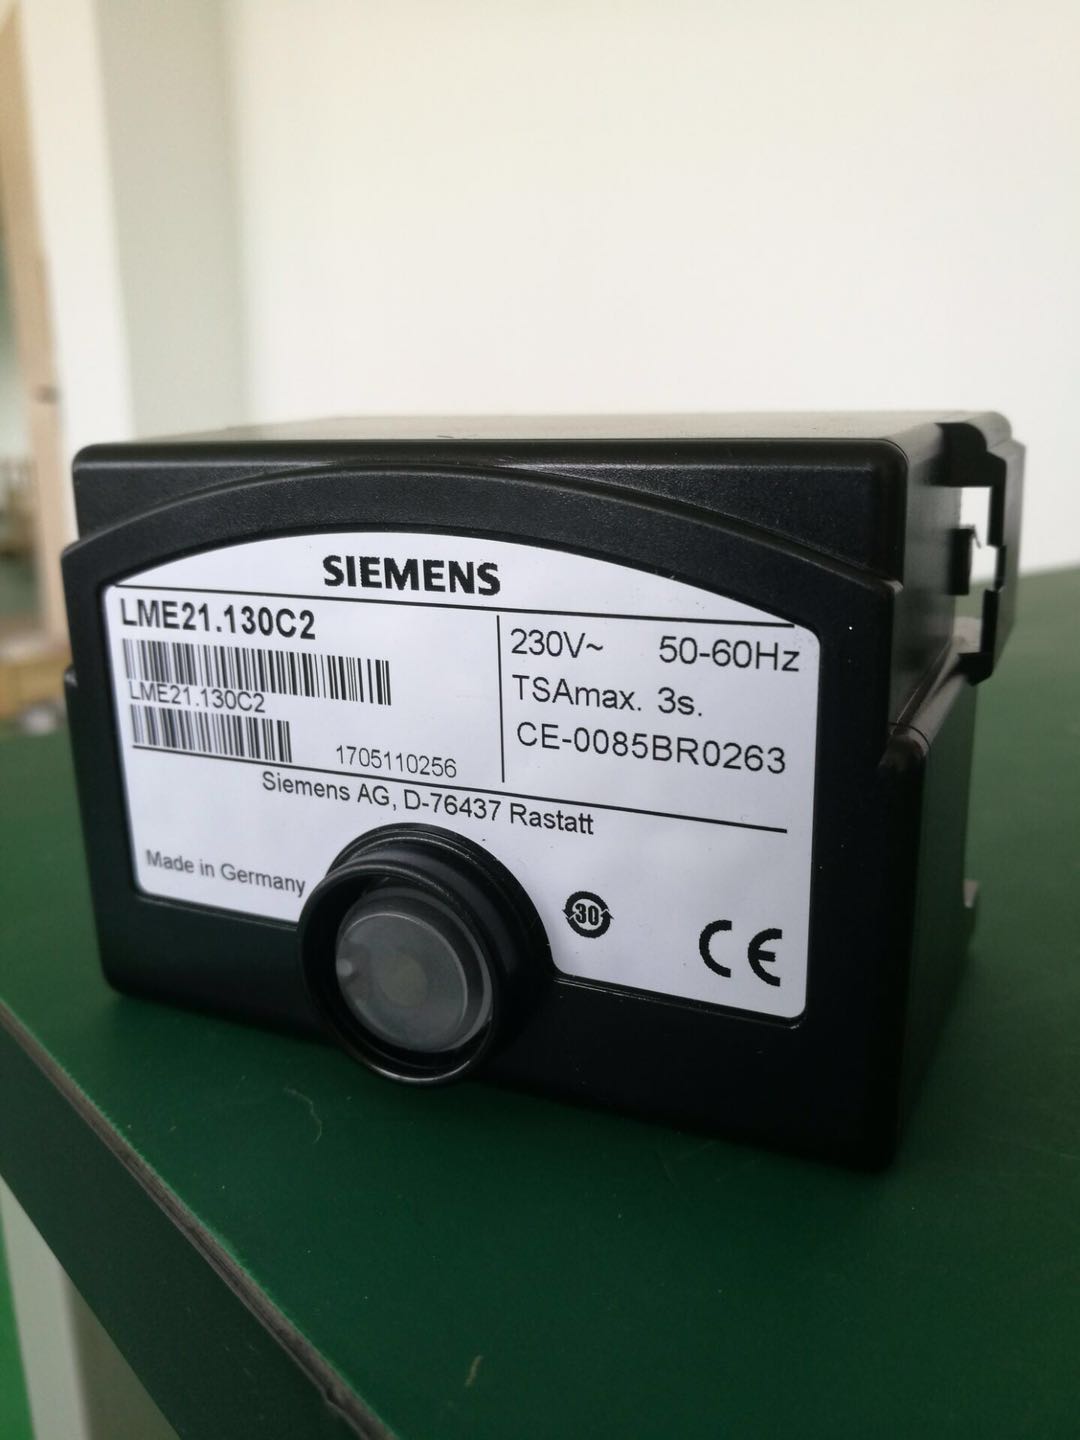 SIEMENS
LME21.130C2
LME21.130C2
1705110256
230V~ 50-60Hz
TSAmax. 3s.
CE-0085BR0263
Siemens AG, D-76437 Rastatt
Made in Germany
30
CE